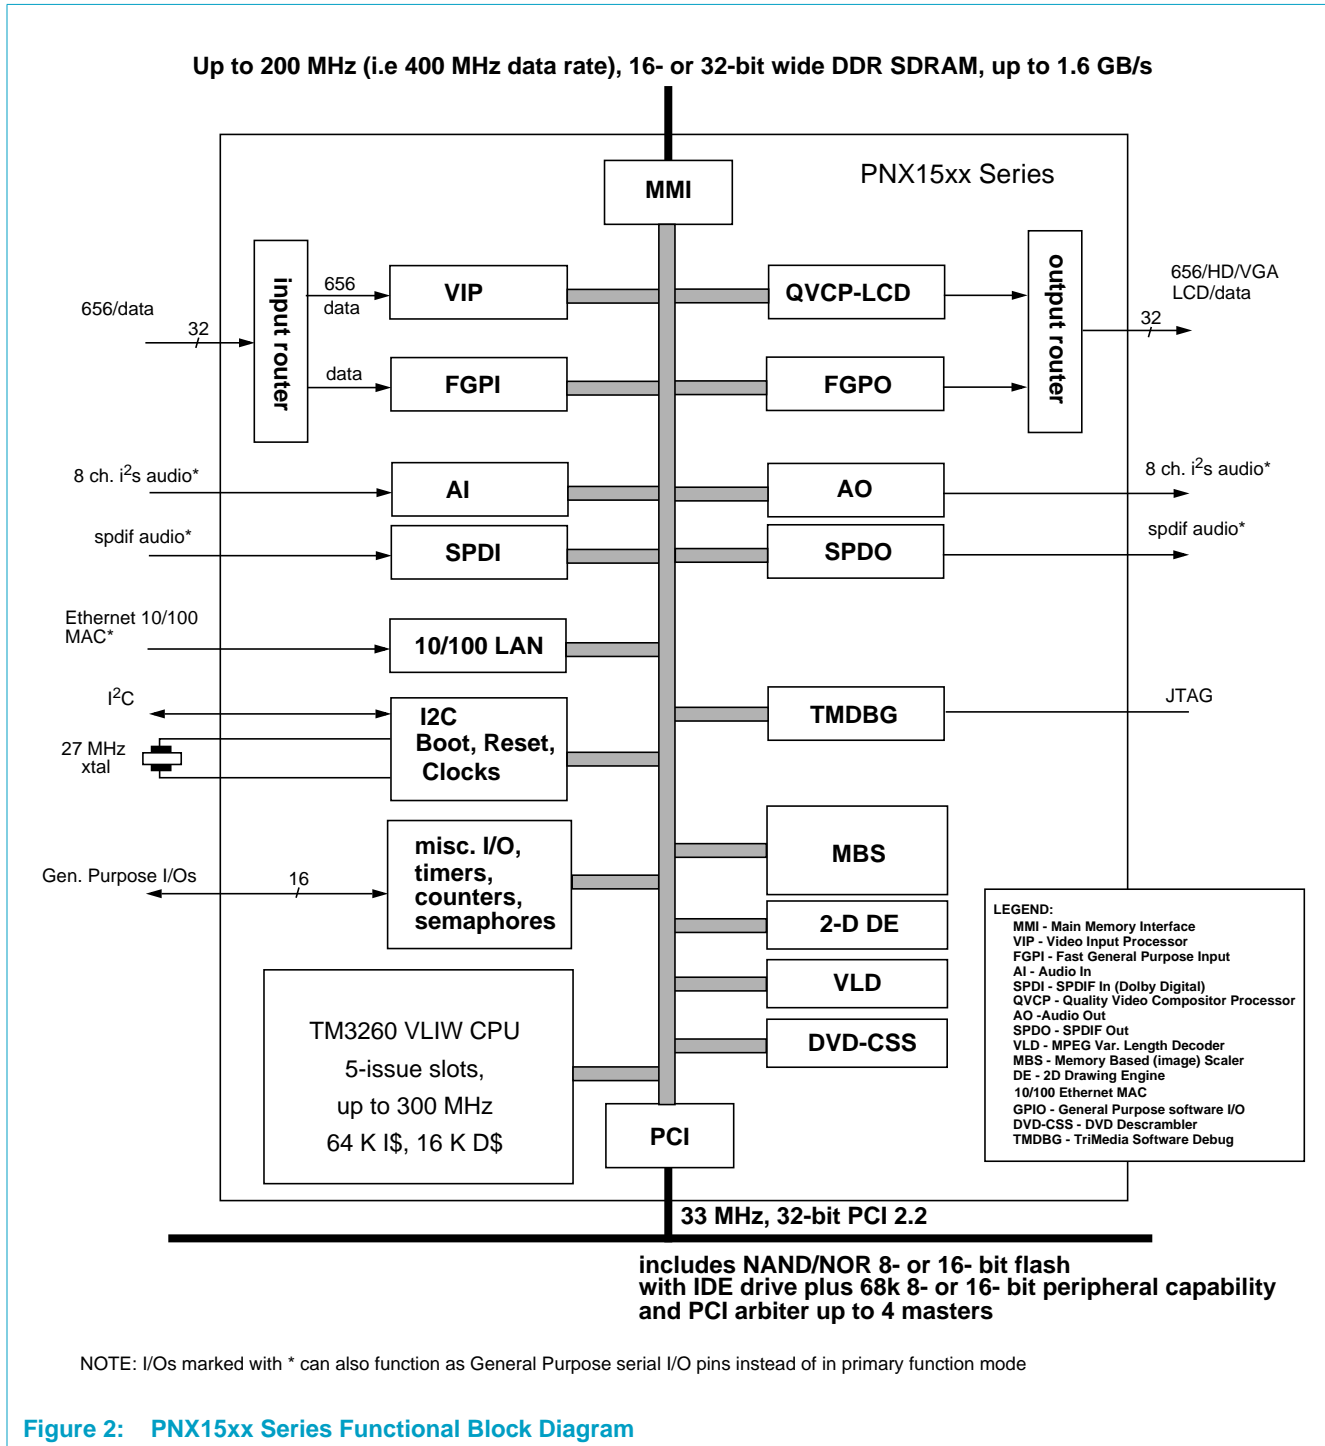 Up to 200 MHz (i.e 400 MHz data rate), 16- or 32-bit wide DDR SDRAM, up to 1.6 GB/s
PNX15xx Series
MMI
input router
656
data
VIP
QVCP-LCD
output router
656/HD/VGA
LCD/data
656/data
32
32
data
FGPI
FGPO
8 ch. i2s audio*
AI
AO
8 ch. i2s audio*
spdif audio*
SPDI
SPDO
spdif audio*
Ethernet 10/100
MAC*
10/100 LAN
I2C
I2C
Boot, Reset,
Clocks
TMDBG
JTAG
27 MHz
xtal
misc. I/O,
timers,
counters,
semaphores
MBS
Gen. Purpose I/Os
16
2-D DE
VLD
DVD-CSS
TM3260 VLIW CPU
5-issue slots,
up to 300 MHz
64 K I$, 16 K D$
PCI
LEGEND:
MMI - Main Memory Interface
VIP - Video Input Processor
FGPI - Fast General Purpose Input
AI - Audio In
SPDI - SPDIF In (Dolby Digital)
QVCP - Quality Video Compositor Processor
AO -Audio Out
SPDO - SPDIF Out
VLD - MPEG Var. Length Decoder
MBS - Memory Based (image) Scaler
DE - 2D Drawing Engine
10/100 Ethernet MAC
GPIO - General Purpose software I/O
DVD-CSS - DVD Descrambler
TMDBG - TriMedia Software Debug
33 MHz, 32-bit PCI 2.2
includes NAND/NOR 8- or 16- bit flash
with IDE drive plus 68k 8- or 16- bit peripheral capability
and PCI arbiter up to 4 masters
NOTE: I/Os marked with * can also function as General Purpose serial I/O pins instead of in primary function mode
Figure 2: PNX15xx Series Functional Block Diagram